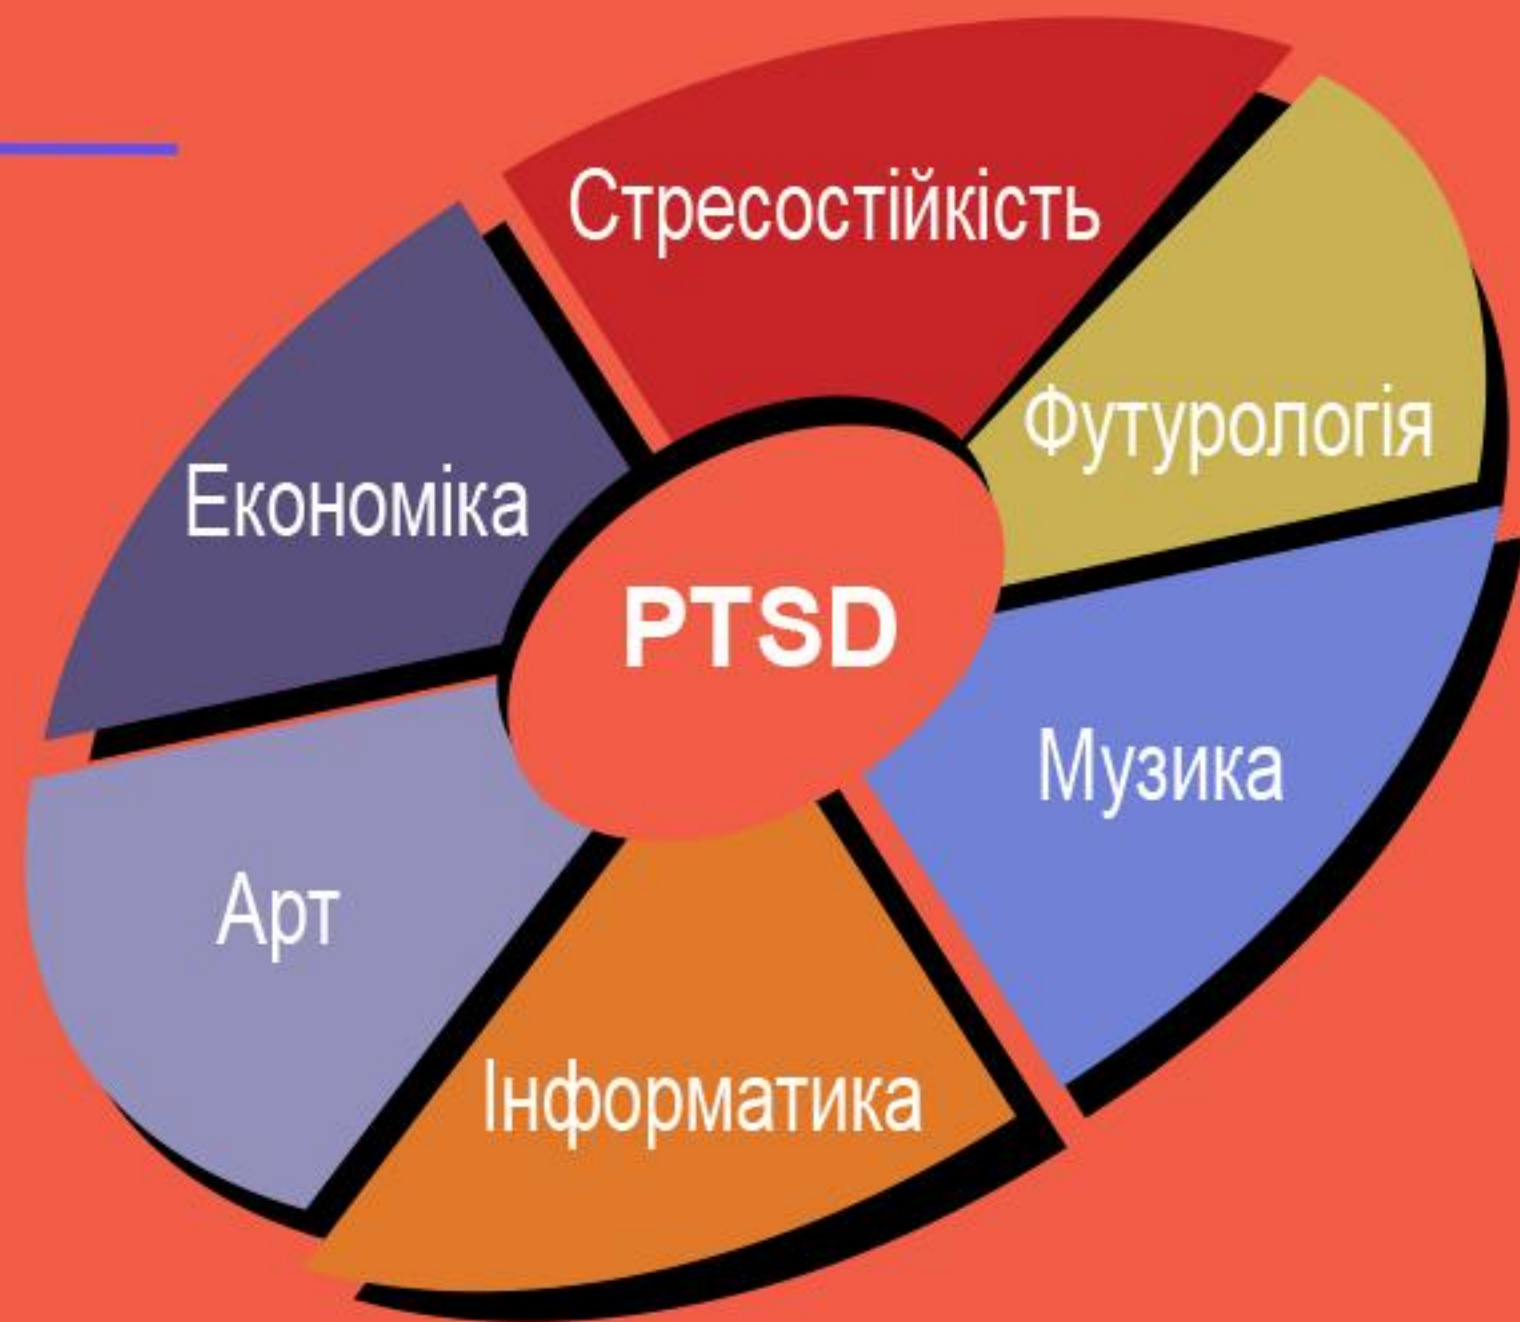 Стресостійкість
Футурологія
Економіка
PTSD
Музика
Арт
Інформатика